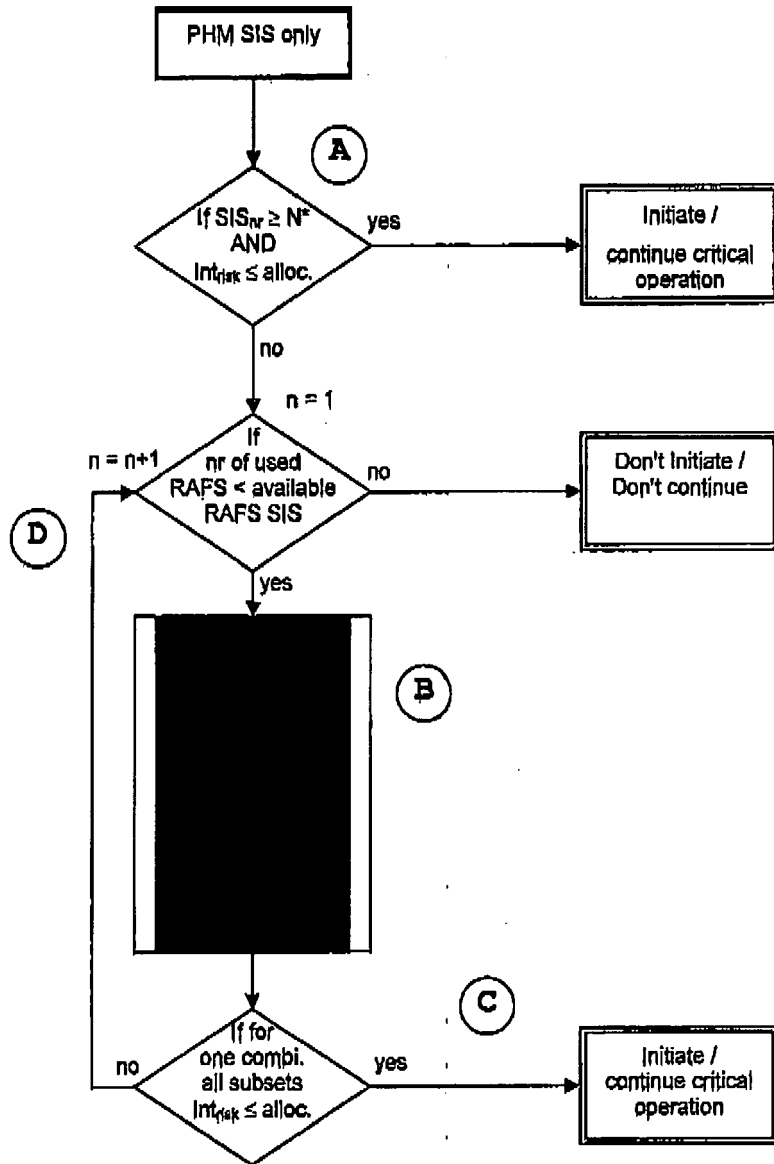 PHM SIS only
A
If SISnr ≥ N*
AND
Intrisk ≤ alloc.
yes
Initiate /
continue critical
operation
no
n = 1
n = n+1
If
nr of used
RAFS < available
RAFS SIS
no
Don't Initiate /
Don't continue
D
yes
B
C
If for
one combi.
all subsets
Intrisk ≤ alloc.
no
yes
Initiate /
continue critical
operation